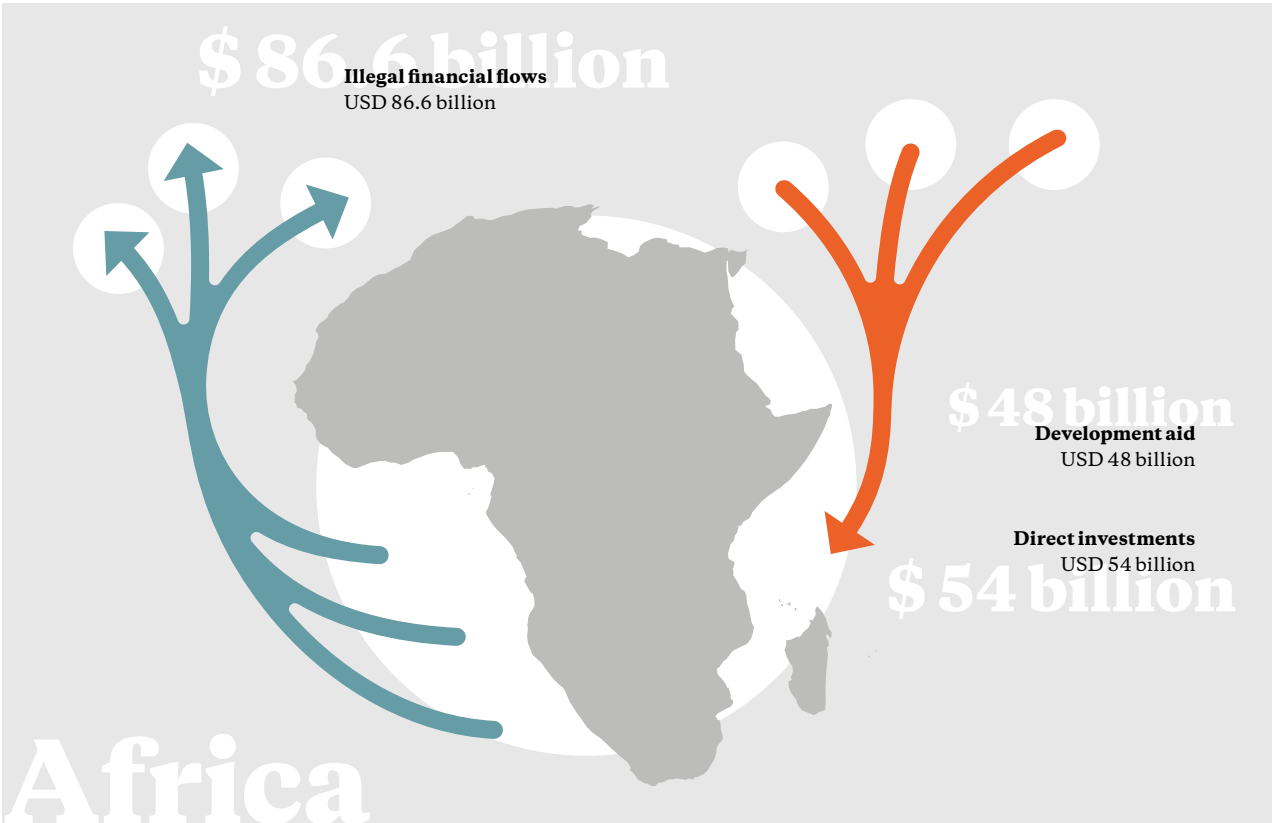 $ 86.6 billion
Illegal financial flows
USD 86.6 billion
$ 48 billion
Development aid
USD 48 billion
Direct investments
USD 54 billion
$ 54 billion
Africa